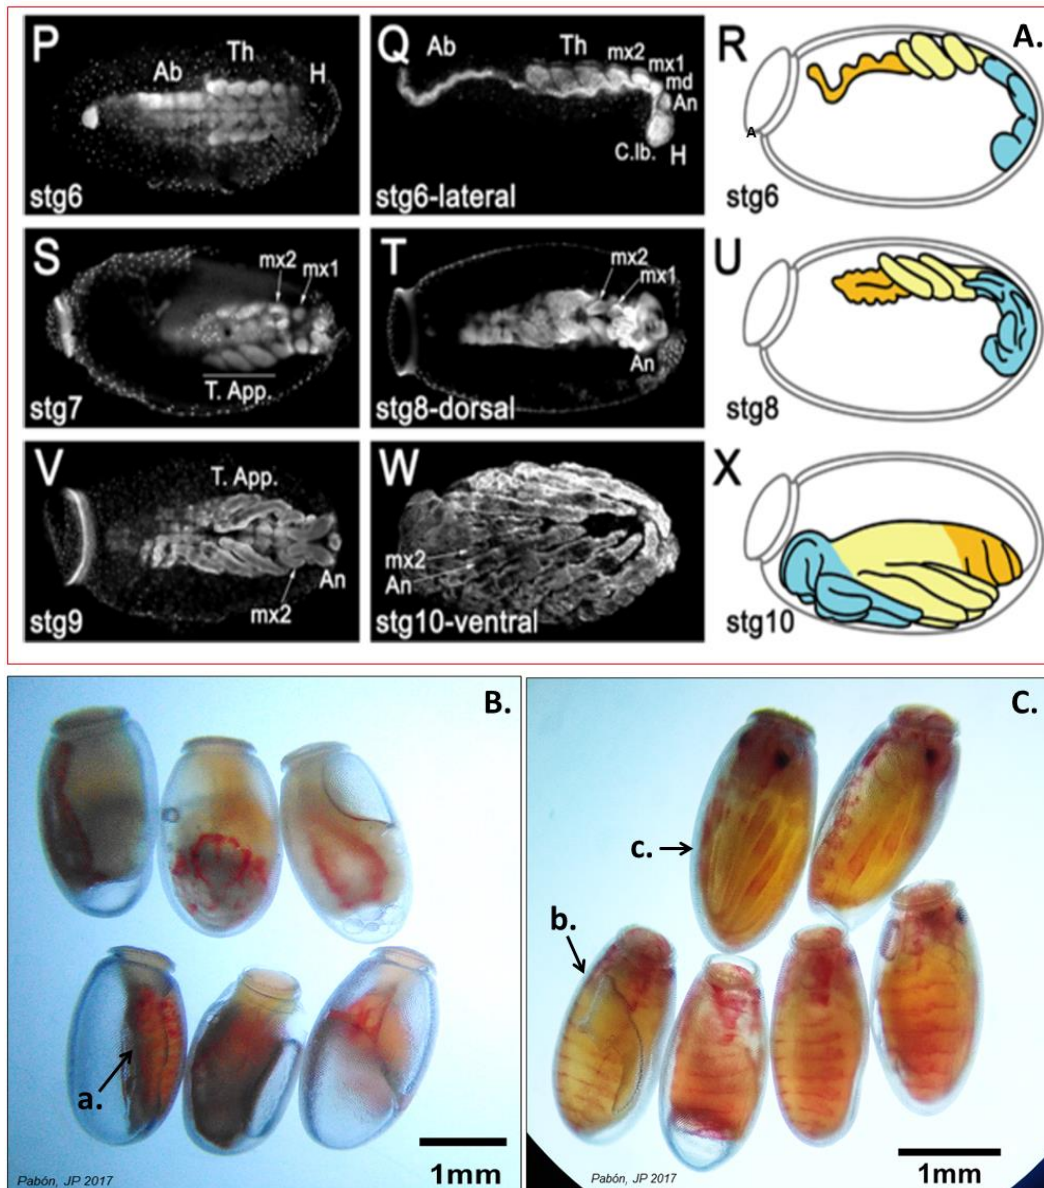 P Ab Th H
stg6
Q Ab Th mx2 mx1 md An
C.lb. H
stg6-lateral
R A.
A
stg6
S mx2 mx1
T. App.
stg7
T mx2 mx1
An
stg8-dorsal
U
stg8
V T. App.
An
mx2
stg9
W
mx2
An
stg10-ventral
X
stg10
B.
a.
1mm
Pabón, JP 2017
C.
c.
b.
1mm
Pabón, JP 2017